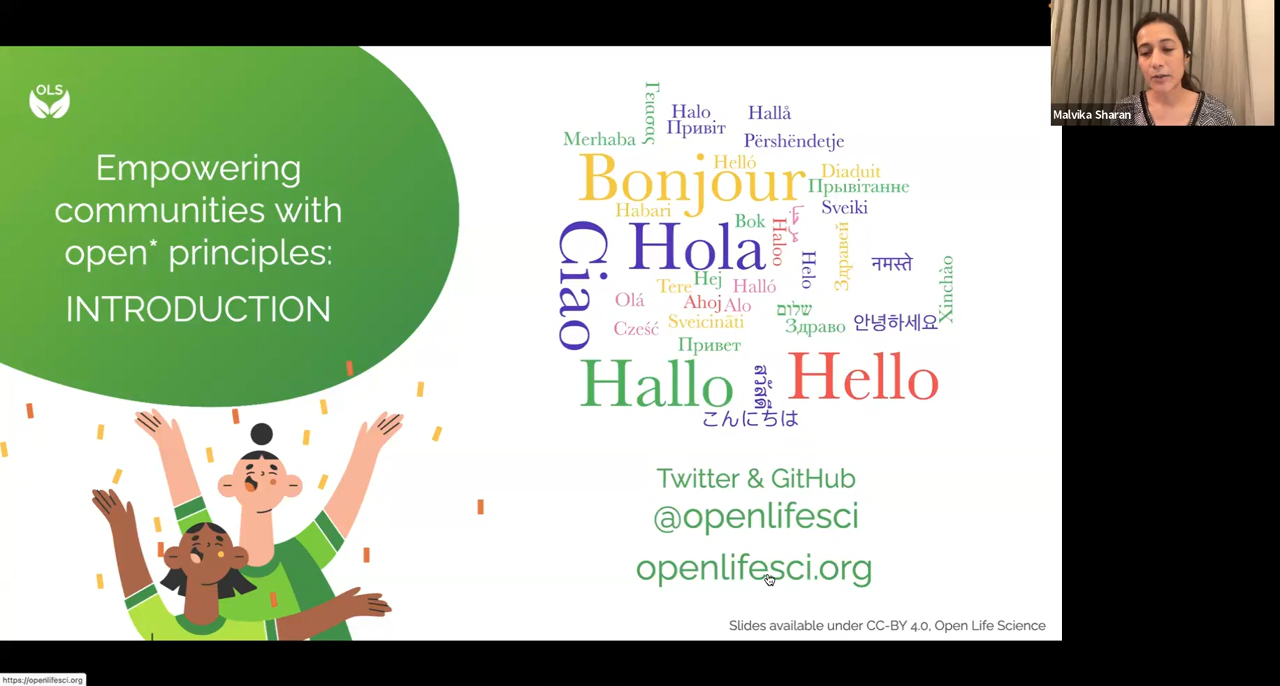 OLS
Empowering
communities with
open* principles:
INTRODUCTION
Γειασας
Halo
Привіт
Hallå
Merhaba
Përshëndetje
Helló
Bonjour
Diaduit
Прывітанне
Habari
Sveiki
Bok
Ciao
Hola
Haloo
Helo
Здравей
नमस्ते
Xinchào
Tere
Hej
Halló
Olá
Ahoj
Alo
שלום
Cześć
Sveicināti
Здраво
안녕하세요
Привет
Hallo
สวัสดี
Hello
こんにちは
Twitter & GitHub
@openlifesci
openlifesci.org
Slides available under CC-BY 4.0, Open Life Science
Malvika Sharan
https://openlifesci.org